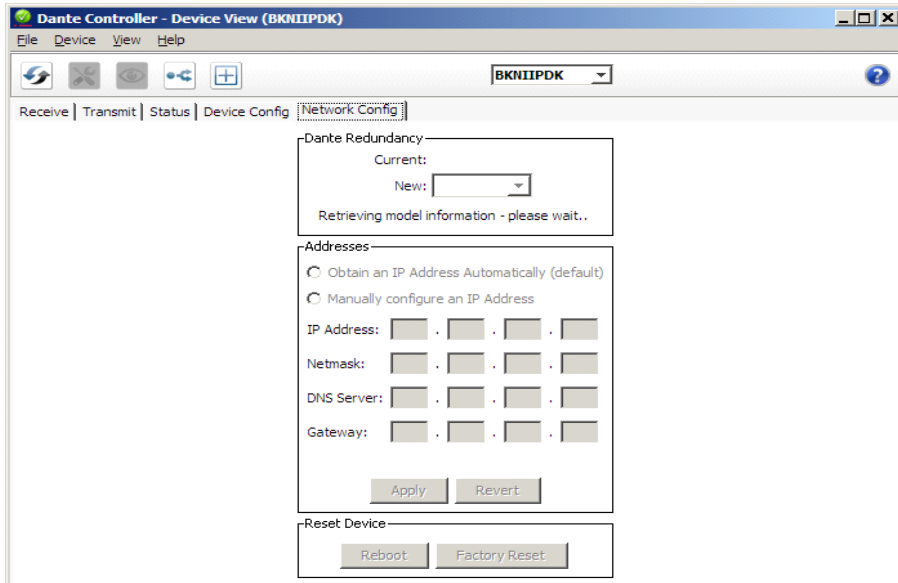 Dante Controller - Device View (BKNIIPDK)
File Device View Help
BKNIIPDK
Receive Transmit Status Device Config Network Config
Dante Redundancy
Current:
New:
Retrieving model information - please wait..
Addresses
Obtain an IP Address Automatically (default)
Manually configure an IP Address
IP Address: . . .
Netmask: . . .
DNS Server: . . .
Gateway: . . .
Apply Revert
Reset Device
Reboot Factory Reset